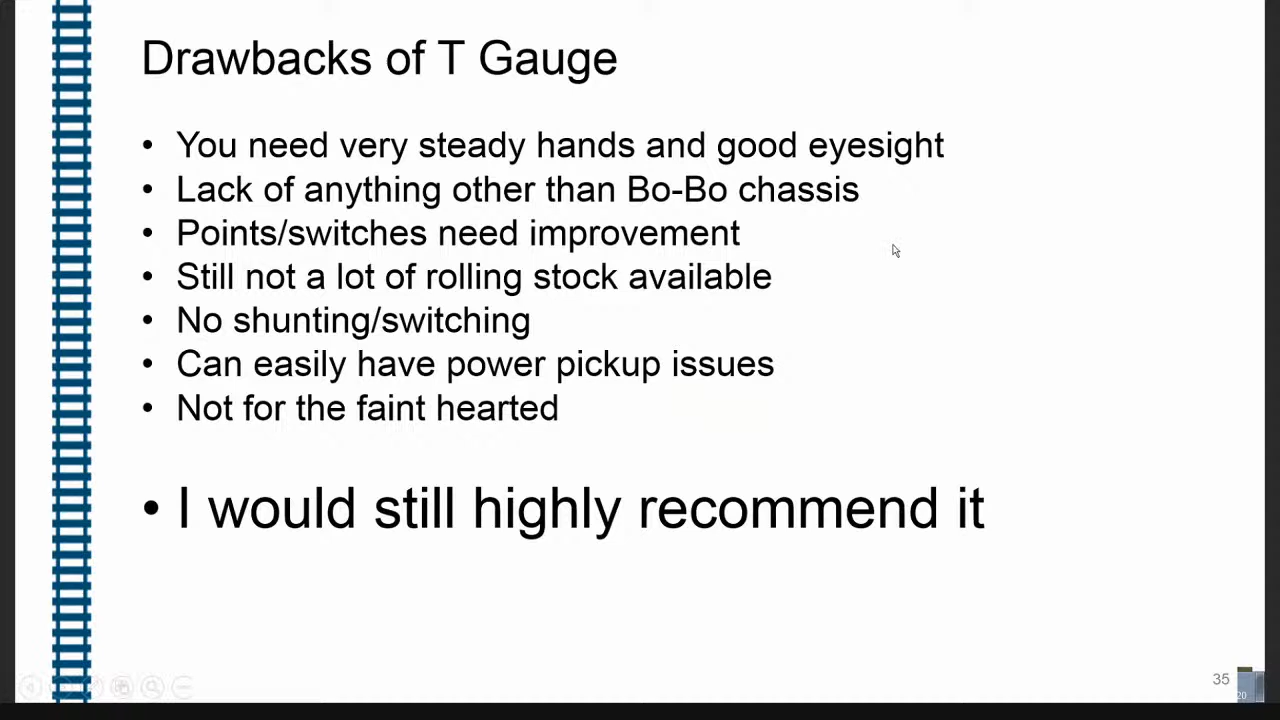 Drawbacks of T Gauge
• You need very steady hands and good eyesight
• Lack of anything other than Bo-Bo chassis
• Points/switches need improvement
• Still not a lot of rolling stock available
• No shunting/switching
• Can easily have power pickup issues
• Not for the faint hearted
• I would still highly recommend it
35
20